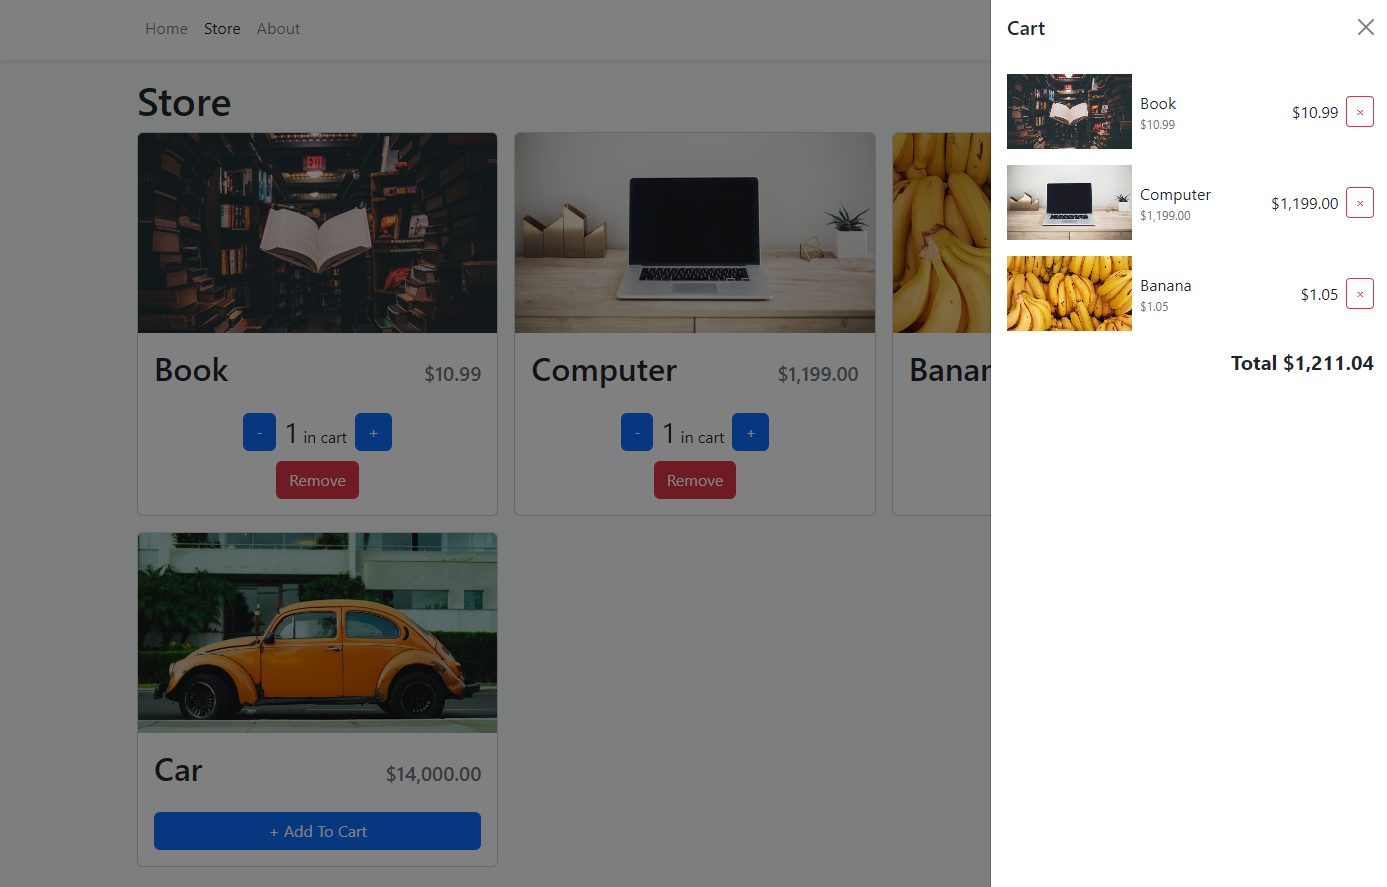 Home Store About
Store
EXIT
Book
$10.99
- 1 in cart +
Remove
Computer
$1,199.00
- 1 in cart +
Remove
Car
$14,000.00
+ Add To Cart
Cart
Book
$10.99
$10.99 ×
Computer
$1,199.00
$1,199.00 ×
Banana
$1.05
$1.05 ×
Total $1,211.04